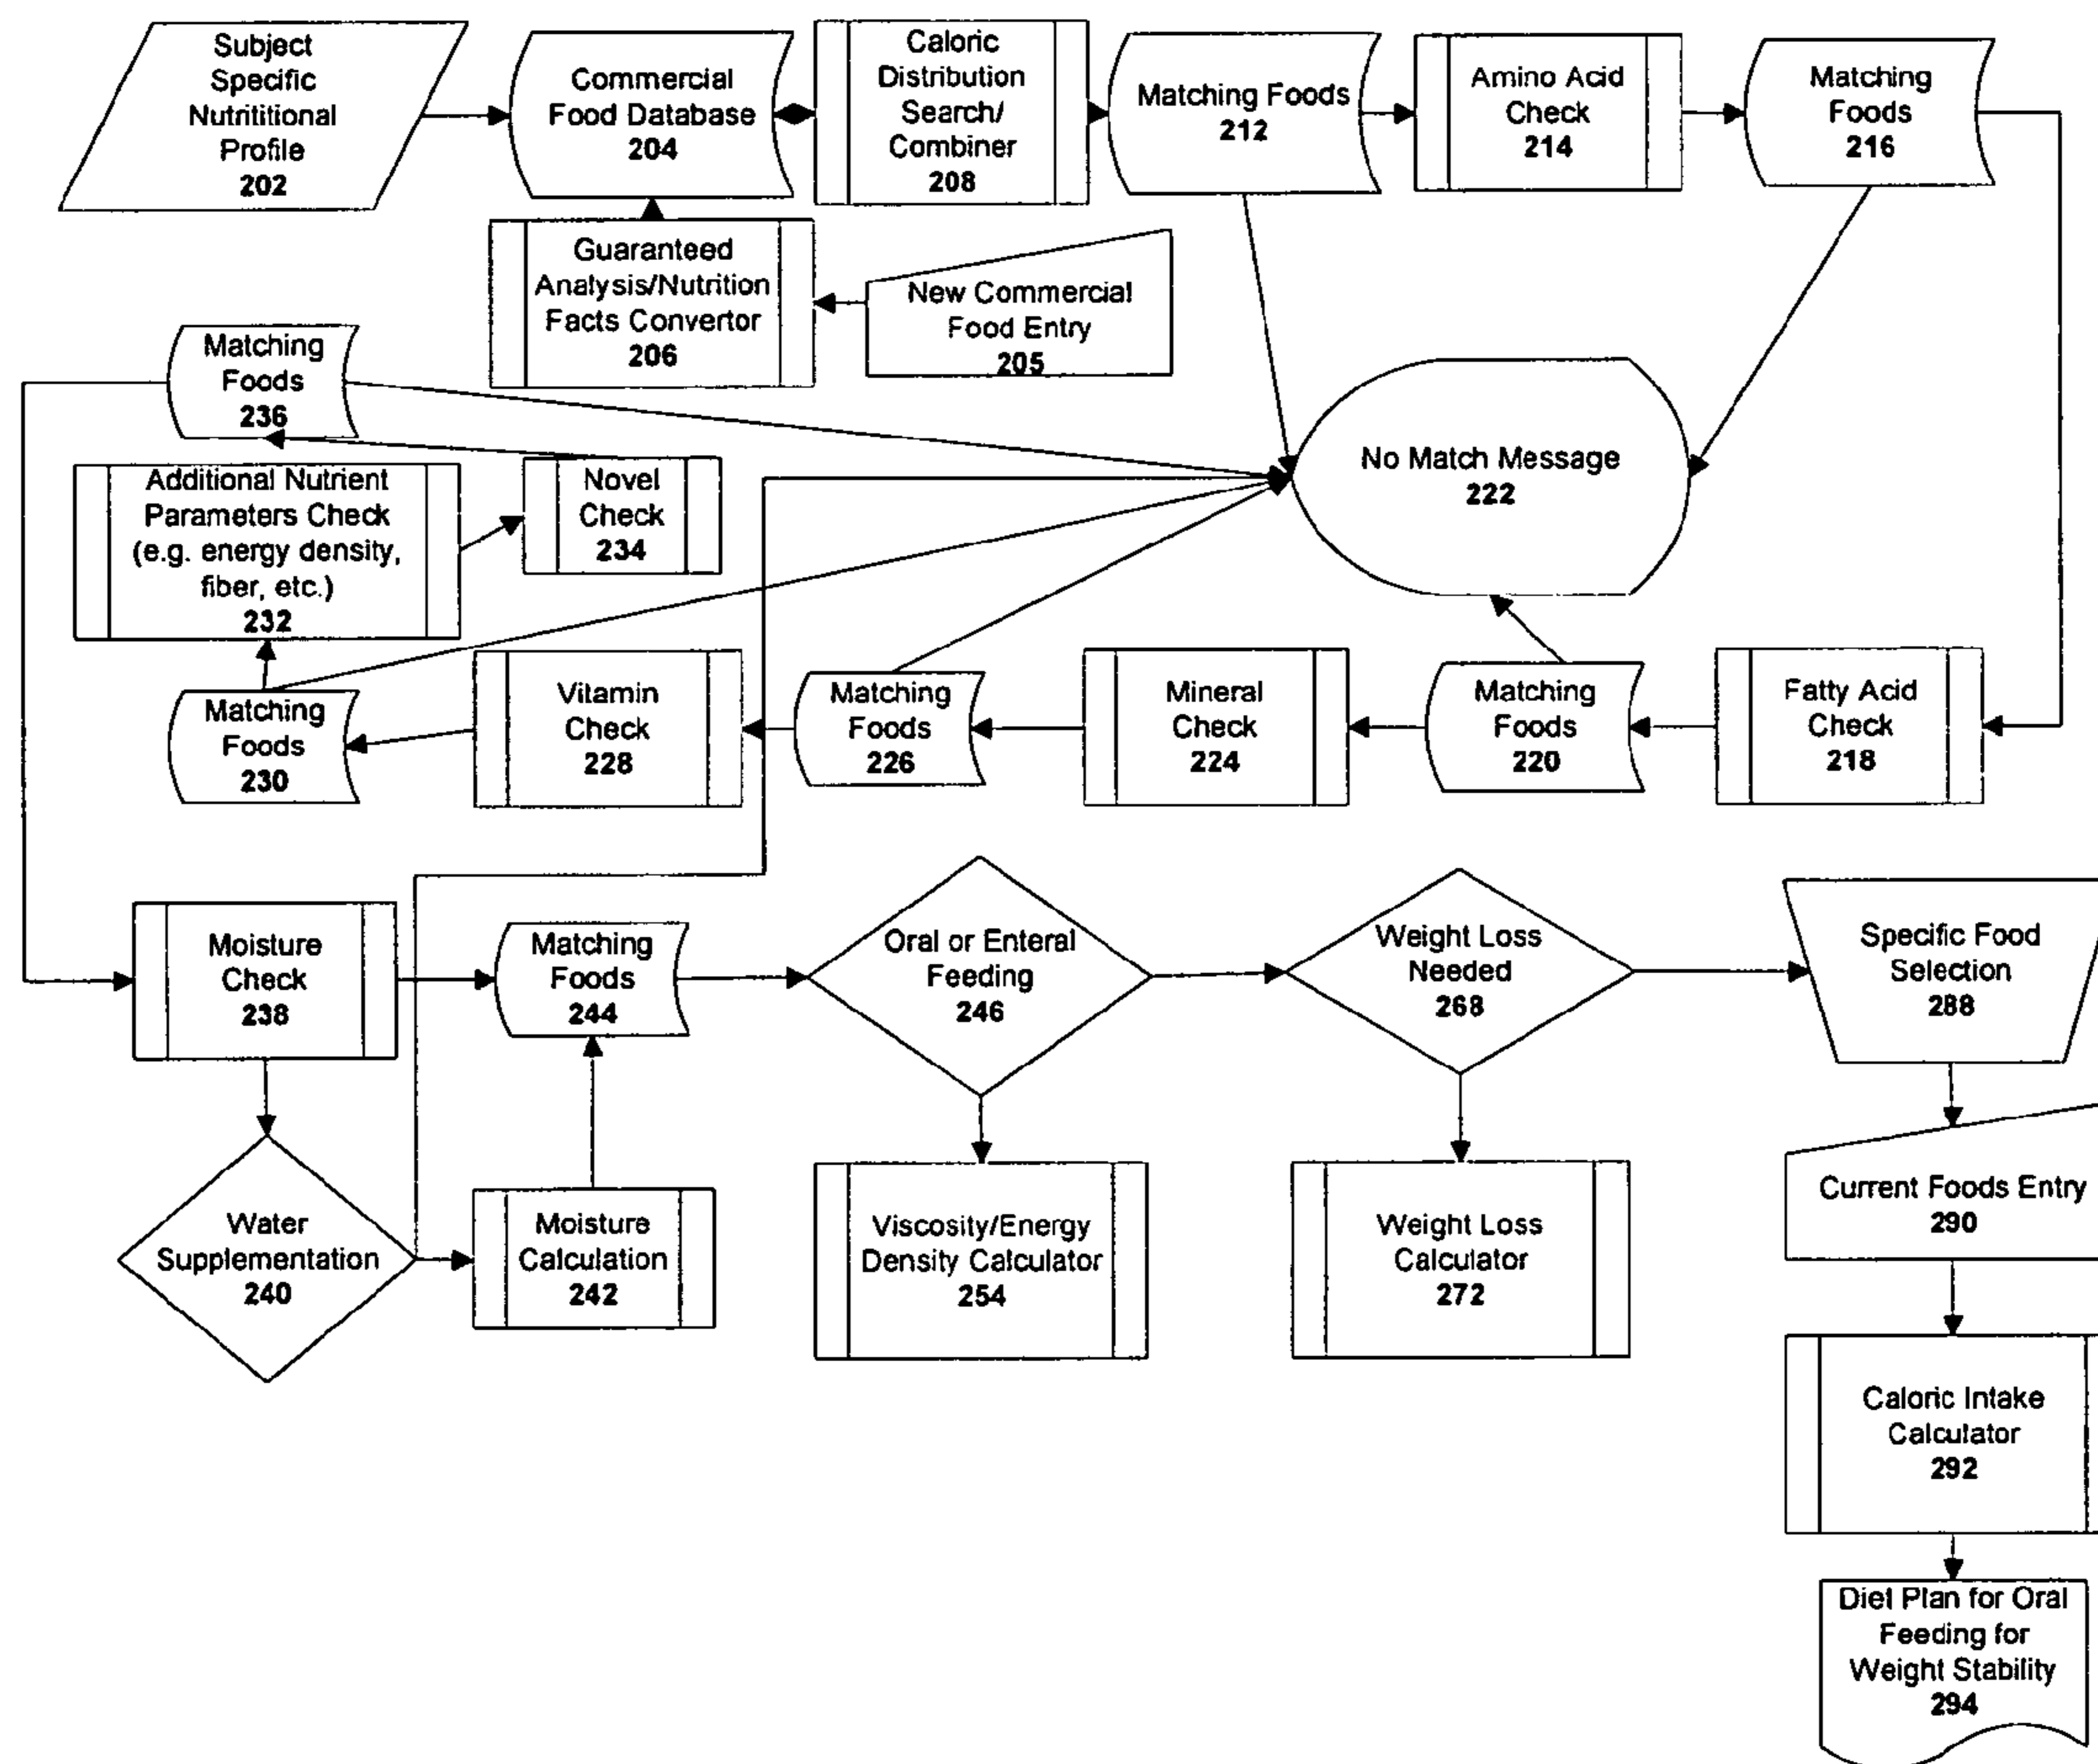 Subject
Specific
Nutrititional
Profile
202
Commercial
Food Database
204
Caloric
Distribution
Search/
Combiner
208
Matching Foods
212
Amino Acid
Check
214
Matching
Foods
216
Guaranteed
Analysis/Nutrition
Facts Convertor
206
New Commercial
Food Entry
205
Matching
Foods
236
No Match Message
222
Additional Nutrient
Parameters Check
(e.g. energy density,
fiber, etc.)
232
Novel
Check
234
Matching
Foods
230
Vitamin
Check
228
Matching
Foods
226
Mineral
Check
224
Matching
Foods
220
Fatty Acid
Check
218
Moisture
Check
238
Matching
Foods
244
Oral or Enteral
Feeding
246
Weight Loss
Needed
268
Specific Food
Selection
288
Water
Supplementation
240
Moisture
Calculation
242
Viscosity/Energy
Density Calculator
254
Weight Loss
Calculator
272
Current Foods Entry
290
Caloric Intake
Calculator
292
Diet Plan for Oral
Feeding for
Weight Stability
294